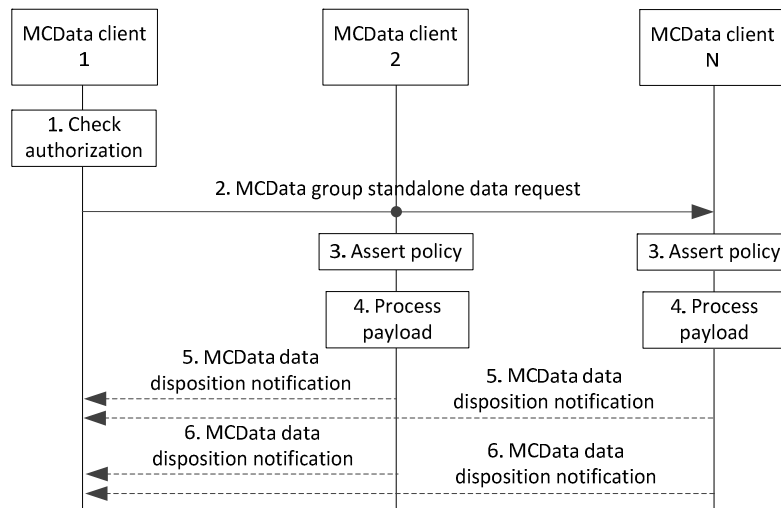 MCData client
1
MCData client
2
MCData client
N
1. Check
authorization
2. MCData group standalone data request
3. Assert policy
3. Assert policy
4. Process
payload
4. Process
payload
5. MCData data
disposition notification
5. MCData data
disposition notification
6. MCData data
disposition notification
6. MCData data
disposition notification